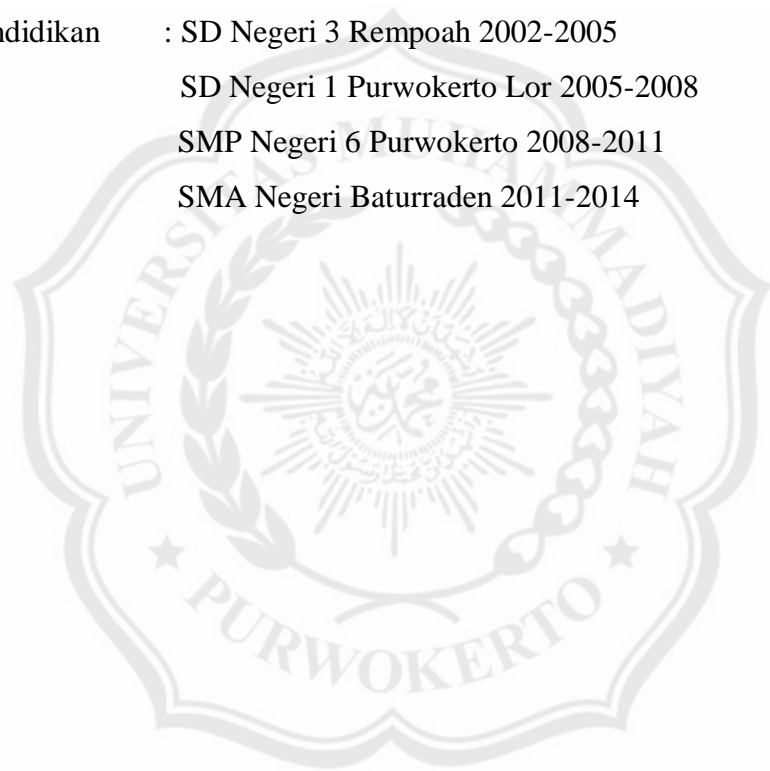 ndidikan : SD Negeri 3 Rempoah 2002-2005
SD Negeri 1 Purwokerto Lor 2005-2008
SMP Negeri 6 Purwokerto 2008-2011
SMA Negeri Baturraden 2011-2014
UNIVERSITAS MUHAMMADIYAH
PURWOKERTO